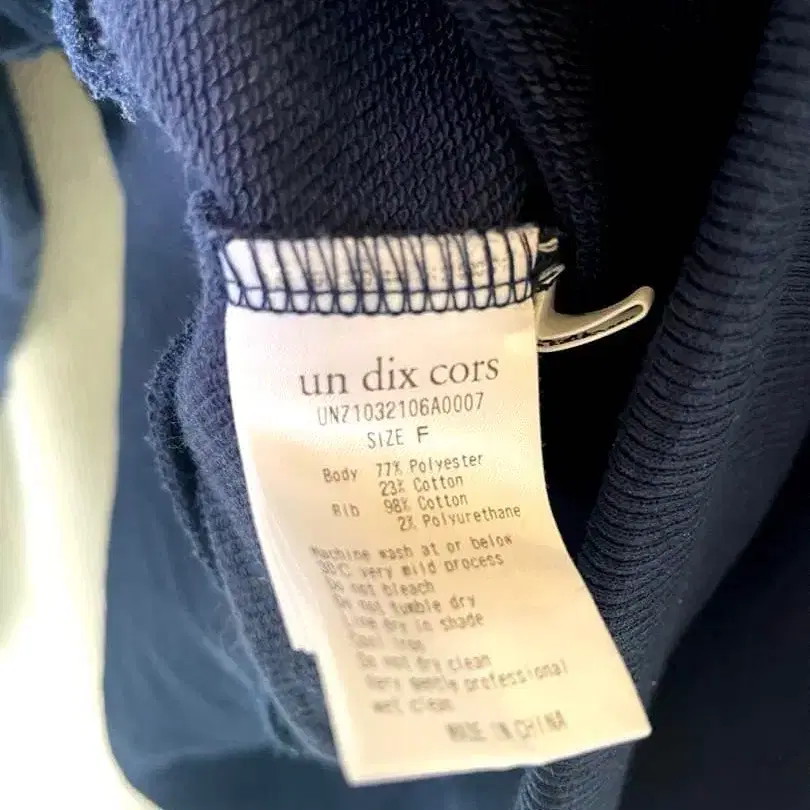 un dix cors
UNZ1032106A0007
SIZE F
Body 77% Polyester
23% Cotton
Rib 98% Cotton
2% Polyurethane
Machine wash at or below
30℃ very mild process
Do not bleach
Do not tumble dry
Line dry in shade
Cool iron
Do not dry clean
Very gentle professional
wet clean
MADE IN CHINA